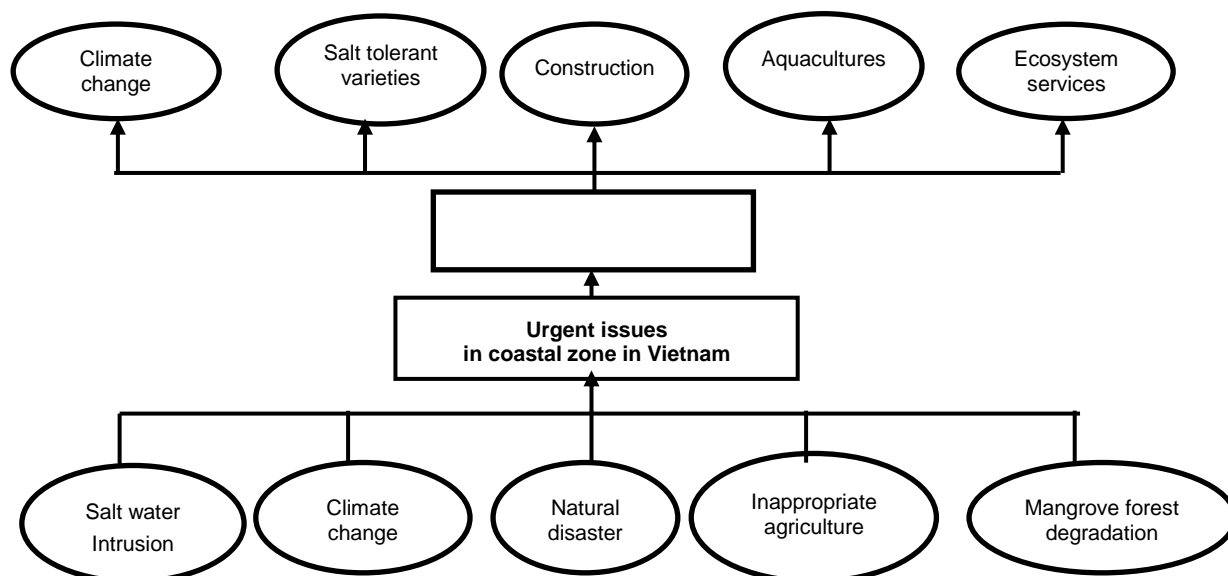 Climate
change
Salt tolerant
varieties
Construction
Aquacultures
Ecosystem
services
Urgent issues
in coastal zone in Vietnam
Salt water
Intrusion
Climate
change
Natural
disaster
Inappropriate
agriculture
Mangrove forest
degradation